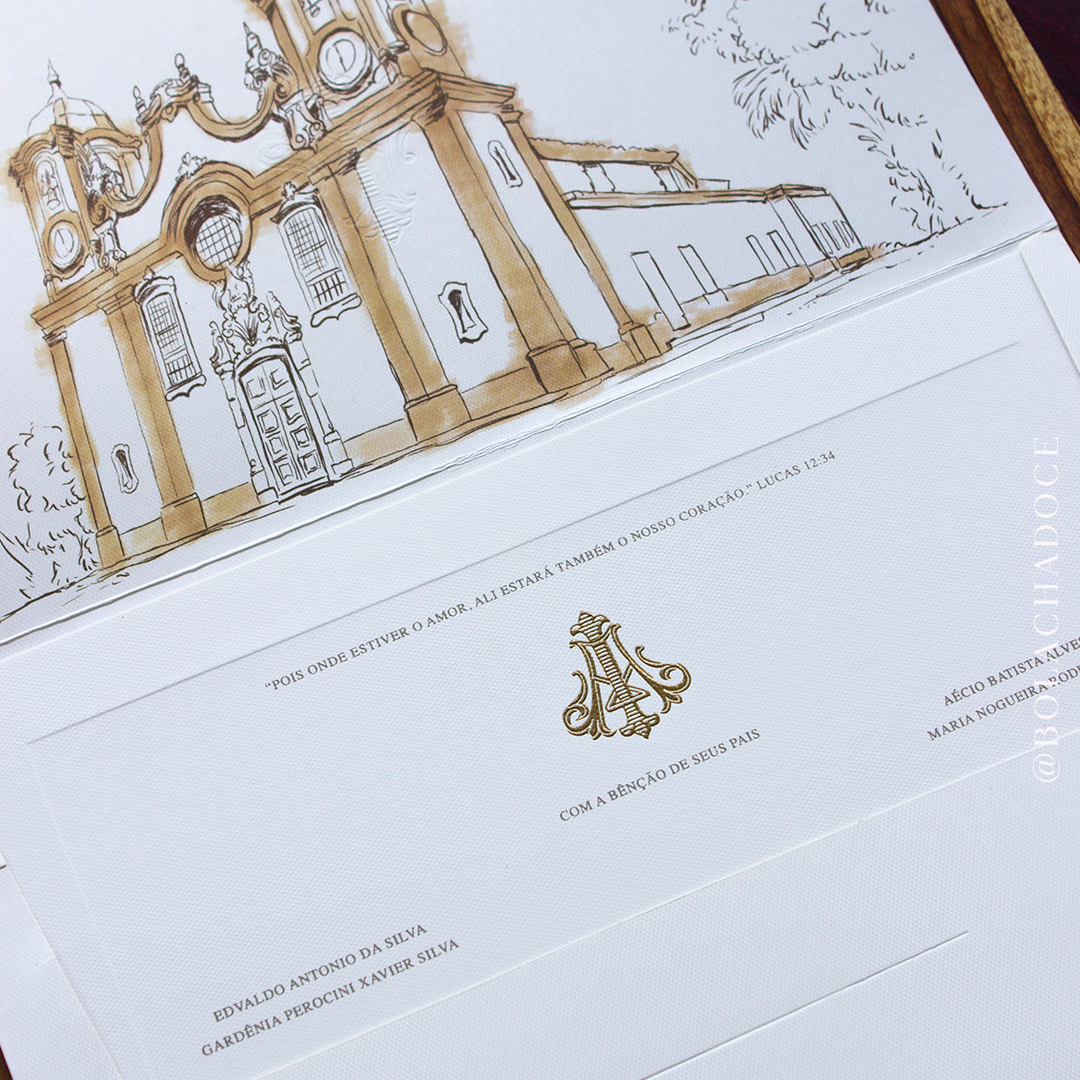 “POIS ONDE ESTIVER O AMOR, ALI ESTARÁ TAMBÉM O NOSSO CORAÇÃO.” LUCAS 12:34
COM A BÊNÇÃO DE SEUS PAIS
EDVALDO ANTONIO DA SILVA
GARDÊNIA PEROCINI XAVIER SILVA
AÉCIO BATISTA ALVES
MARIA NOGUEIRA
@BOLACHADOCE